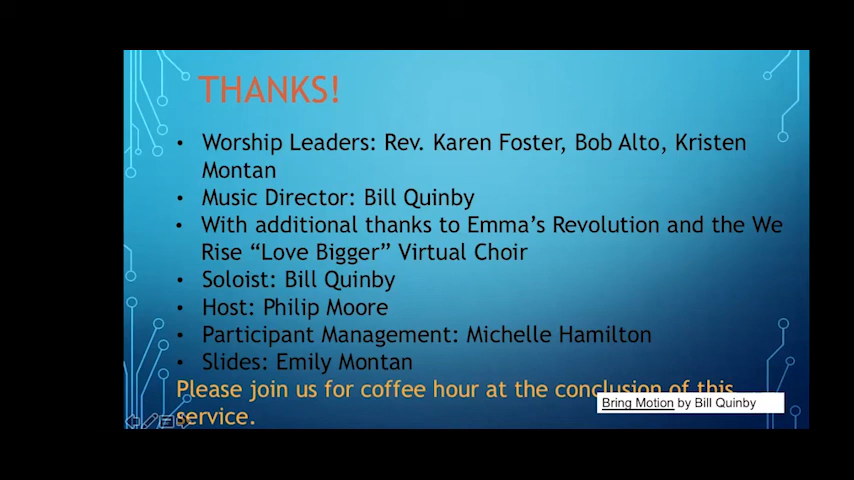 THANKS!
• Worship Leaders: Rev. Karen Foster, Bob Alto, Kristen
Montan
• Music Director: Bill Quinby
• With additional thanks to Emma’s Revolution and the We
Rise “Love Bigger” Virtual Choir
• Soloist: Bill Quinby
• Host: Philip Moore
• Participant Management: Michelle Hamilton
• Slides: Emily Montan
Please join us for coffee hour at the conclusion of this
service.
Bring Motion by Bill Quinby